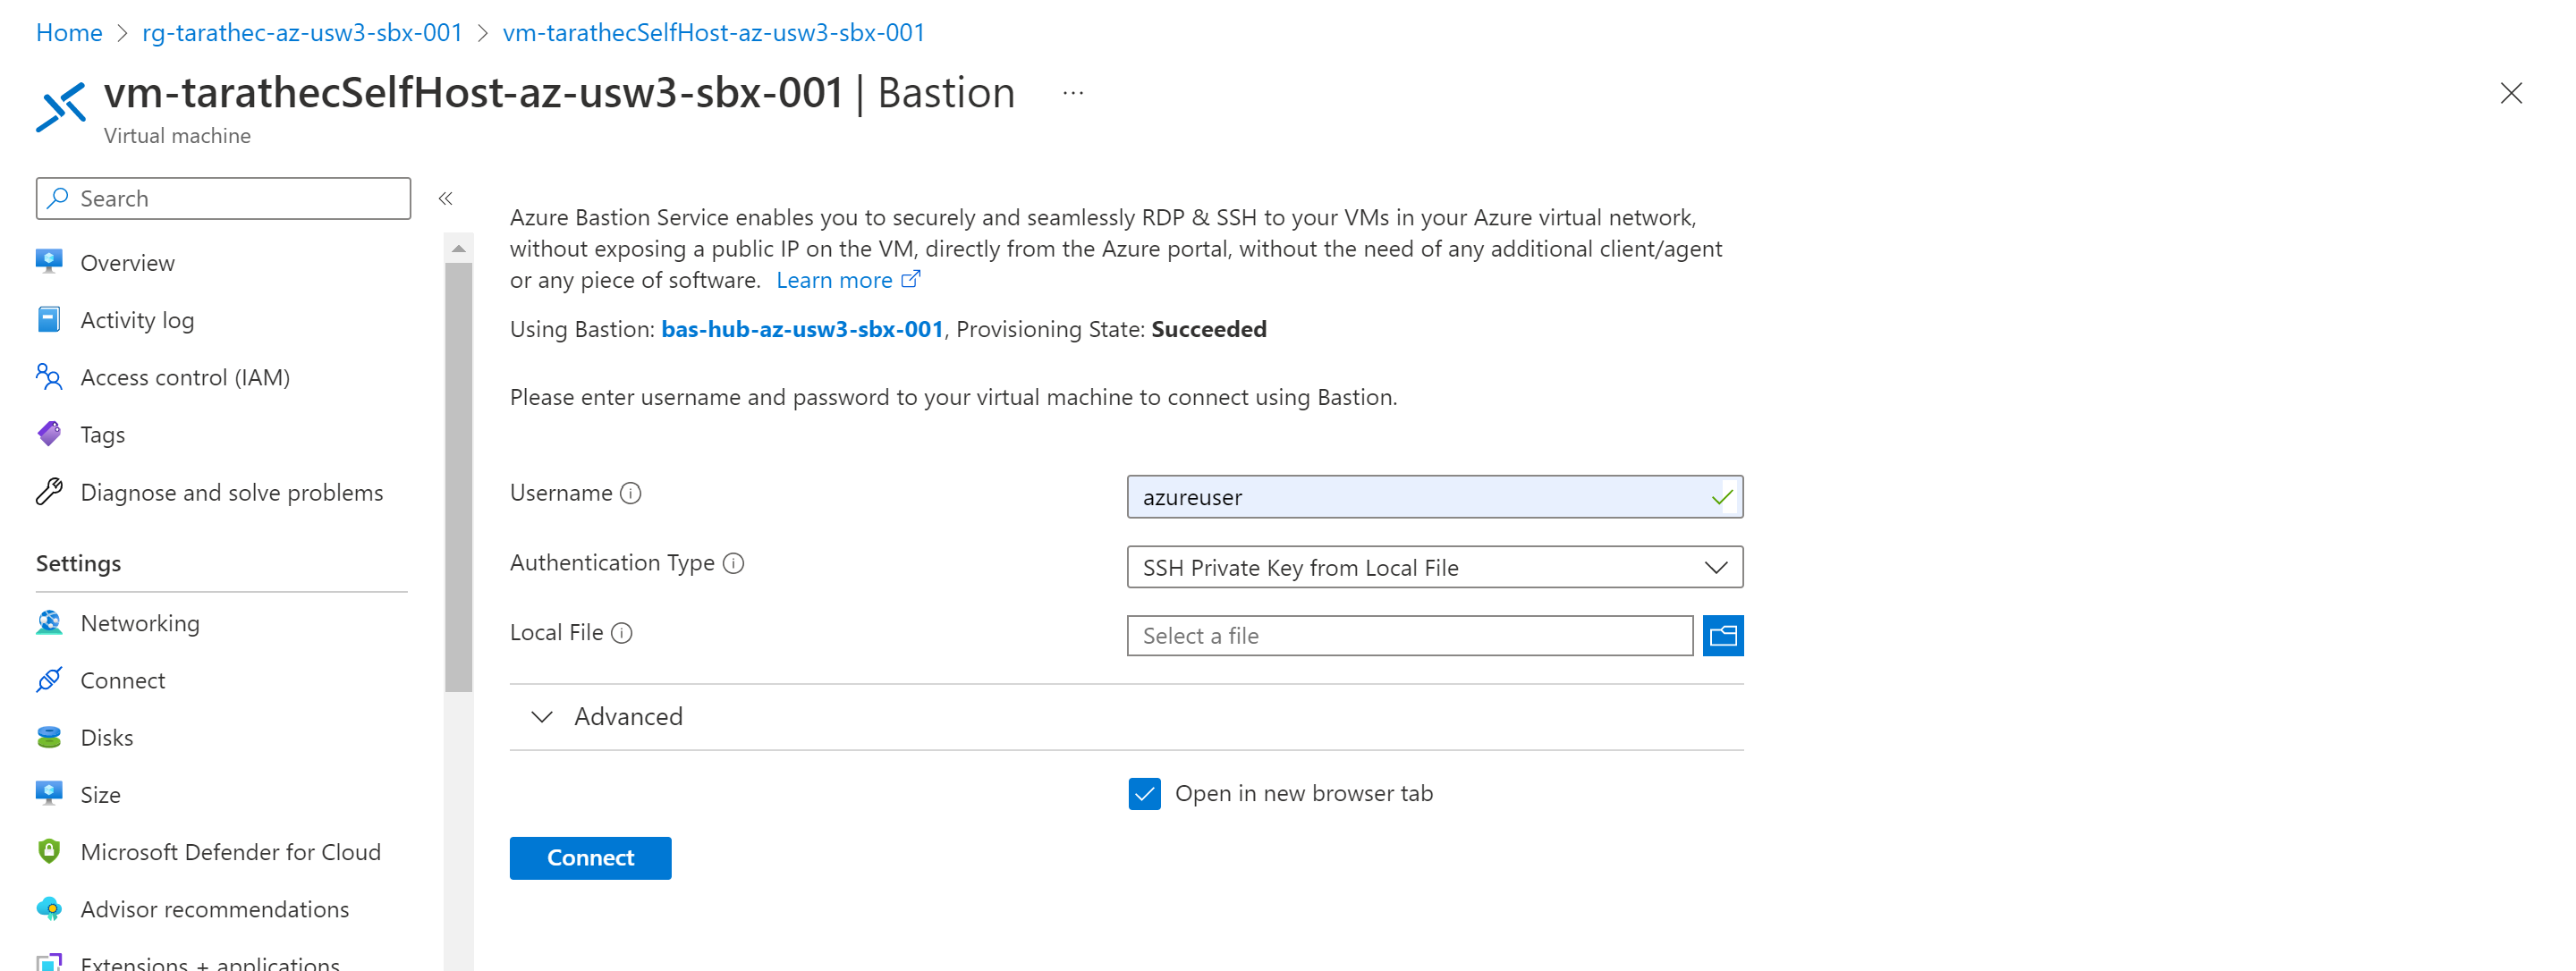 Home > rg-tarathec-az-usw3-sbx-001 > vm-tarathecSelfHost-az-usw3-sbx-001
vm-tarathecSelfHost-az-usw3-sbx-001 | Bastion ...
Virtual machine
Search
Overview
Activity log
Access control (IAM)
Tags
Diagnose and solve problems
Settings
Networking
Connect
Disks
Size
Microsoft Defender for Cloud
Advisor recommendations
Extensions + applications
Azure Bastion Service enables you to securely and seamlessly RDP & SSH to your VMs in your Azure virtual network,
without exposing a public IP on the VM, directly from the Azure portal, without the need of any additional client/agent
or any piece of software. Learn more
Using Bastion: bas-hub-az-usw3-sbx-001, Provisioning State: Succeeded
Please enter username and password to your virtual machine to connect using Bastion.
Username
azureuser
Authentication Type
SSH Private Key from Local File
Local File
Select a file
Advanced
Open in new browser tab
Connect